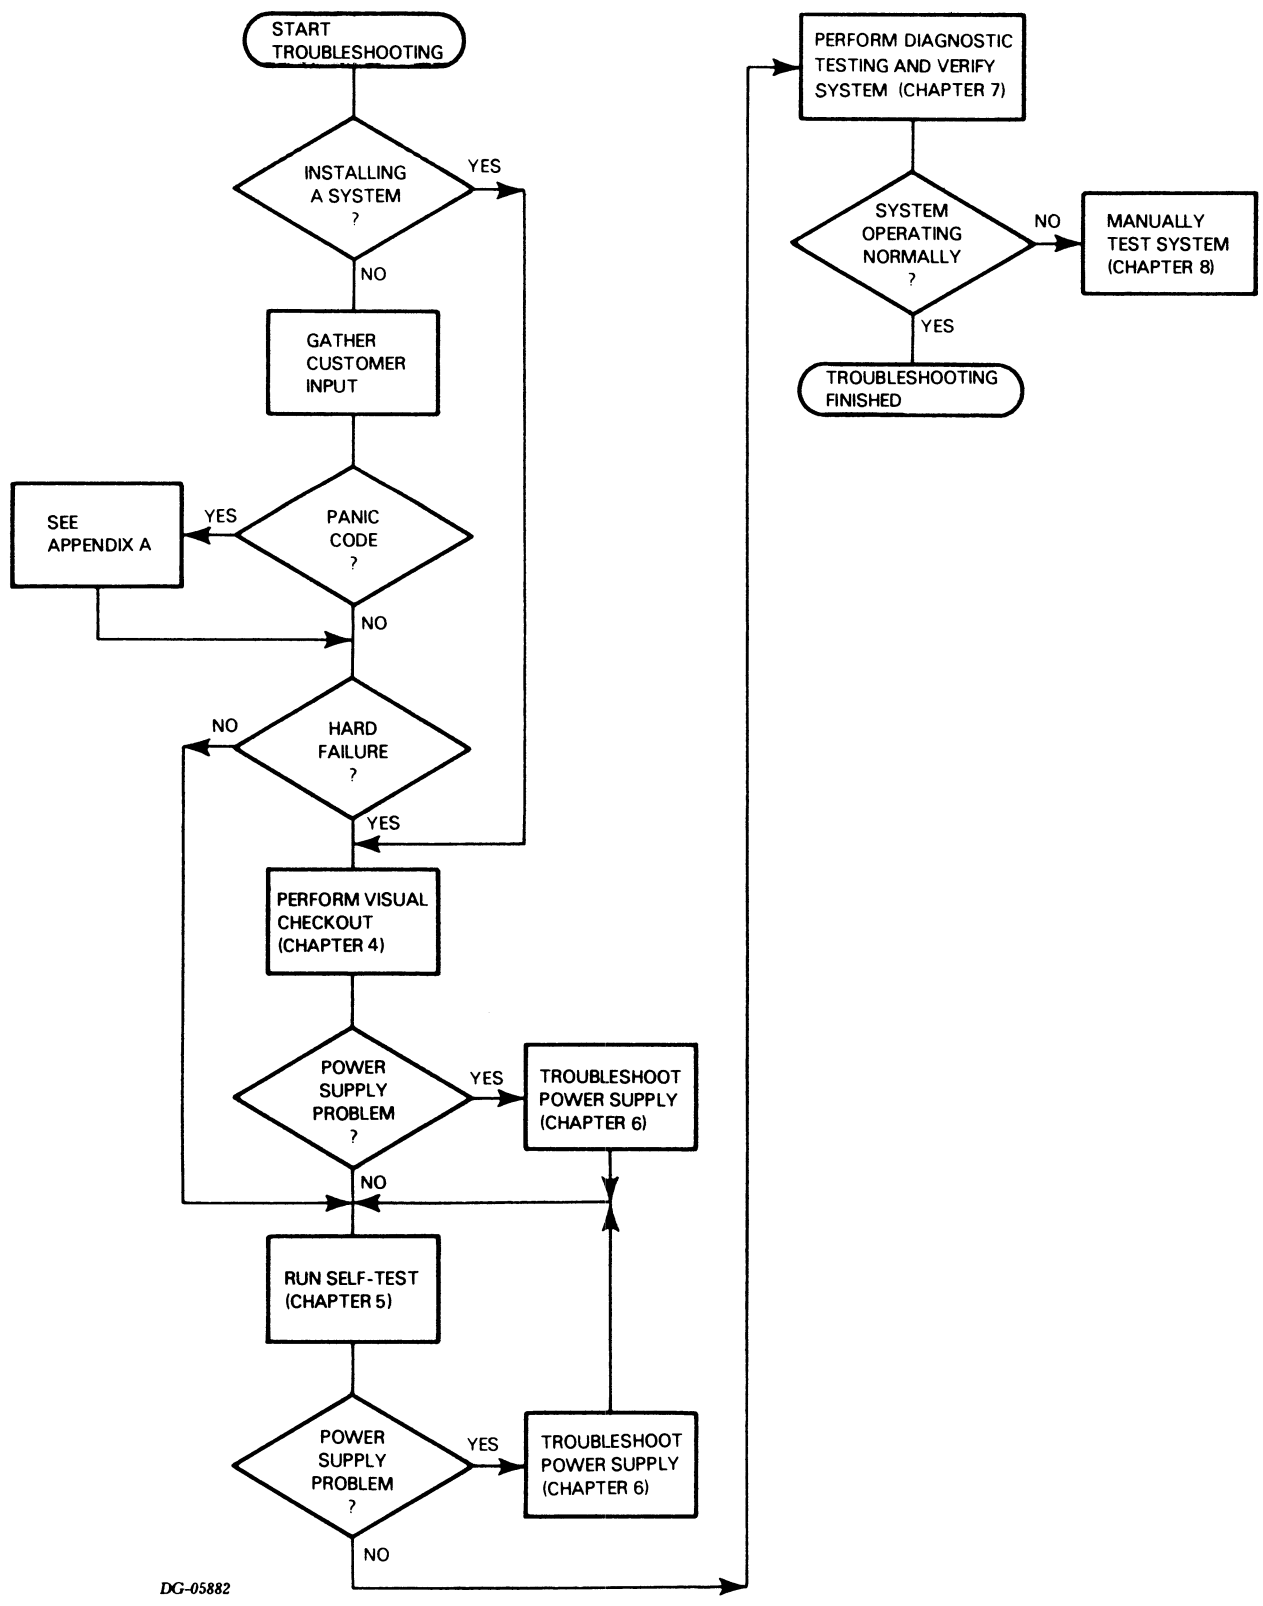 START
TROUBLESHOOTING
INSTALLING
A SYSTEM
?
YES
NO
GATHER
CUSTOMER
INPUT
PANIC
CODE
?
YES
SEE
APPENDIX A
NO
HARD
FAILURE
?
NO
YES
PERFORM VISUAL
CHECKOUT
(CHAPTER 4)
POWER
SUPPLY
PROBLEM
?
YES
TROUBLESHOOT
POWER SUPPLY
(CHAPTER 6)
NO
RUN SELF-TEST
(CHAPTER 5)
POWER
SUPPLY
PROBLEM
?
YES
TROUBLESHOOT
POWER SUPPLY
(CHAPTER 6)
NO
PERFORM DIAGNOSTIC
TESTING AND VERIFY
SYSTEM (CHAPTER 7)
SYSTEM
OPERATING
NORMALLY
?
NO
MANUALLY
TEST SYSTEM
(CHAPTER 8)
YES
TROUBLESHOOTING
FINISHED
DG-05882